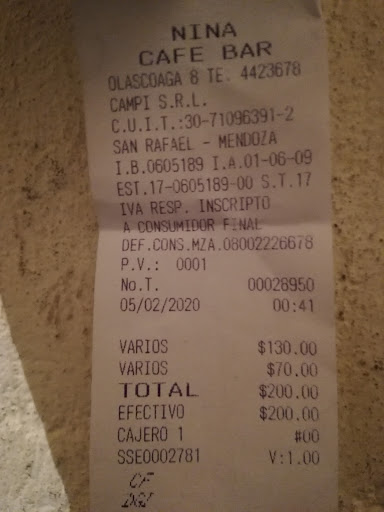 NINA
CAFE BAR
OLASCOAGA 8 TE. 4423678
CAMPI S.R.L.
C.U.I.T.:30-71096391-2
SAN RAFAEL - MENDOZA
I.B.0605189 I.A.01-06-09
EST.17-0605189-00 S.T.17
IVA RESP. INSCRIPTO
A CONSUMIDOR FINAL
DEF.CONS.MZA.08002226678
P.V.: 0001
No.T. 00028950
05/02/2020 00:41
VARIOS $130.00
VARIOS $70.00
TOTAL $200.00
EFECTIVO $200.00
CAJERO 1 #00
SSE0002781 V:1.00
CF